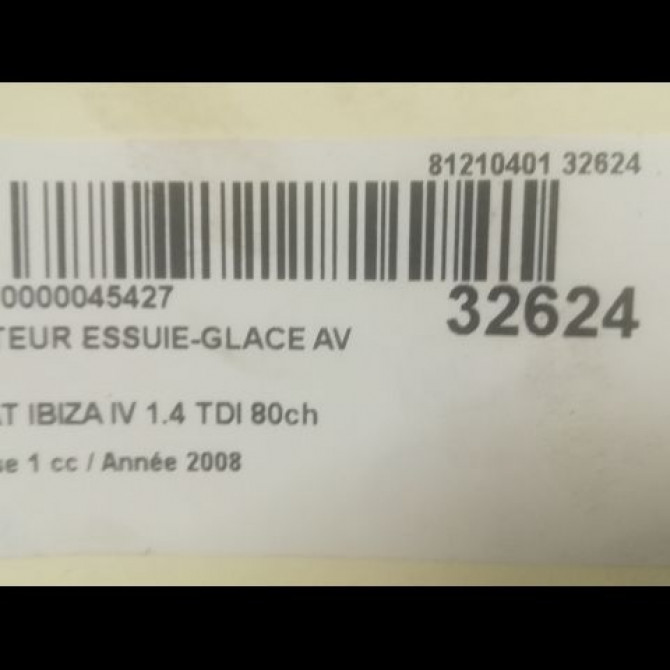 81210401 32624
0000045427
32624
TEUR ESSUIE-GLACE AV
T IBIZA IV 1.4 TDI 80ch
se 1 cc / Année 2008